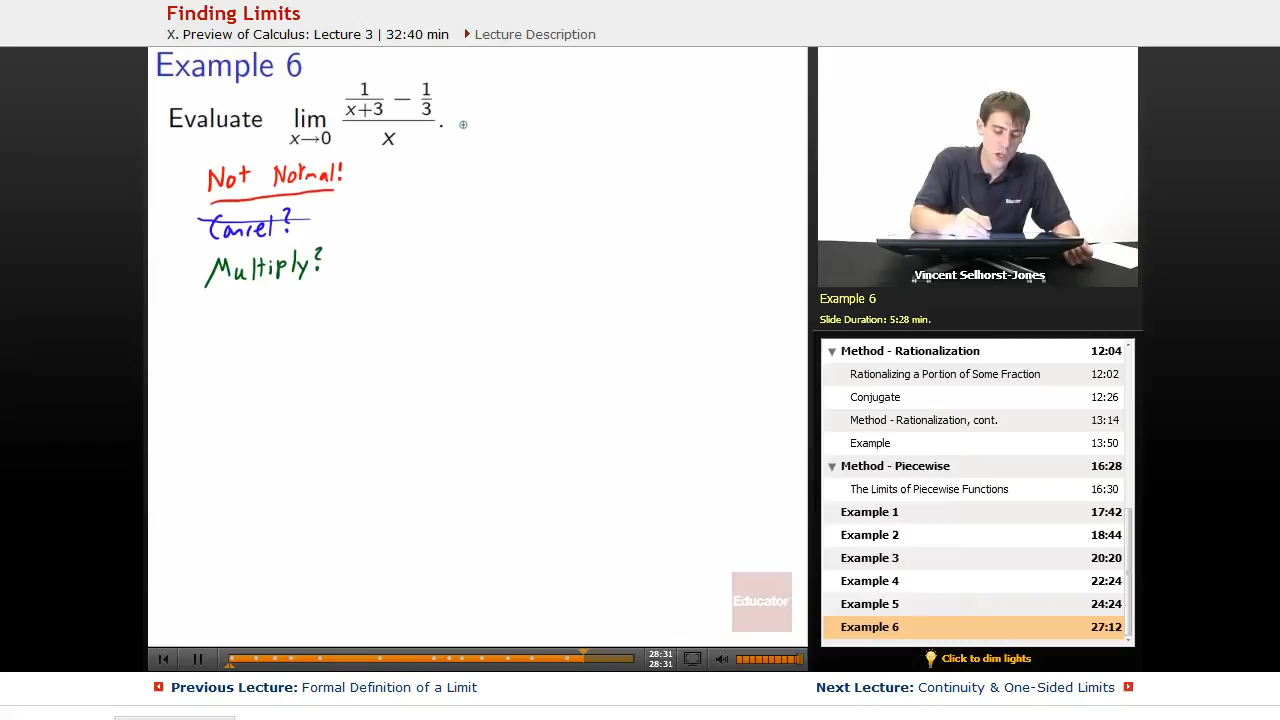 Finding Limits
X. Preview of Calculus: Lecture 3 | 32:40 min Lecture Description
Example 6
Evaluate lim x→0 (1/(x+3) − 1/3)/x .
Not Normal!
Cancel?
Multiply?
Educator
Educator
Vincent Selhorst-Jones
Example 6
Slide Duration: 5:28 min.
Method - Rationalization 12:04
Rationalizing a Portion of Some Fraction 12:02
Conjugate 12:26
Method - Rationalization, cont. 13:14
Example 13:50
Method - Piecewise 16:28
The Limits of Piecewise Functions 16:30
Example 1 17:42
Example 2 18:44
Example 3 20:20
Example 4 22:24
Example 5 24:24
Example 6 27:12
28:31
28:31
Click to dim lights
Previous Lecture: Formal Definition of a Limit
Next Lecture: Continuity & One-Sided Limits